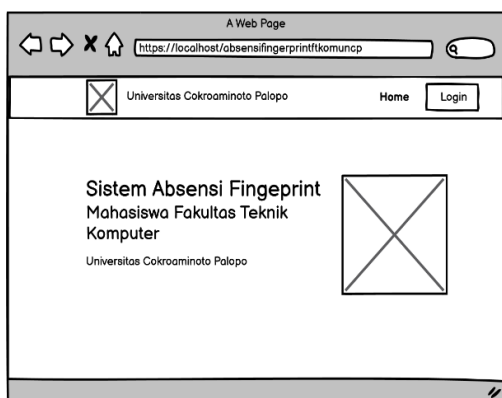 A Web Page
https://localhost/absensifingerprintftkomuncp
Universitas Cokroaminoto Palopo
Home
Login
Sistem Absensi Fingeprint
Mahasiswa Fakultas Teknik
Komputer
Universitas Cokroaminoto Palopo